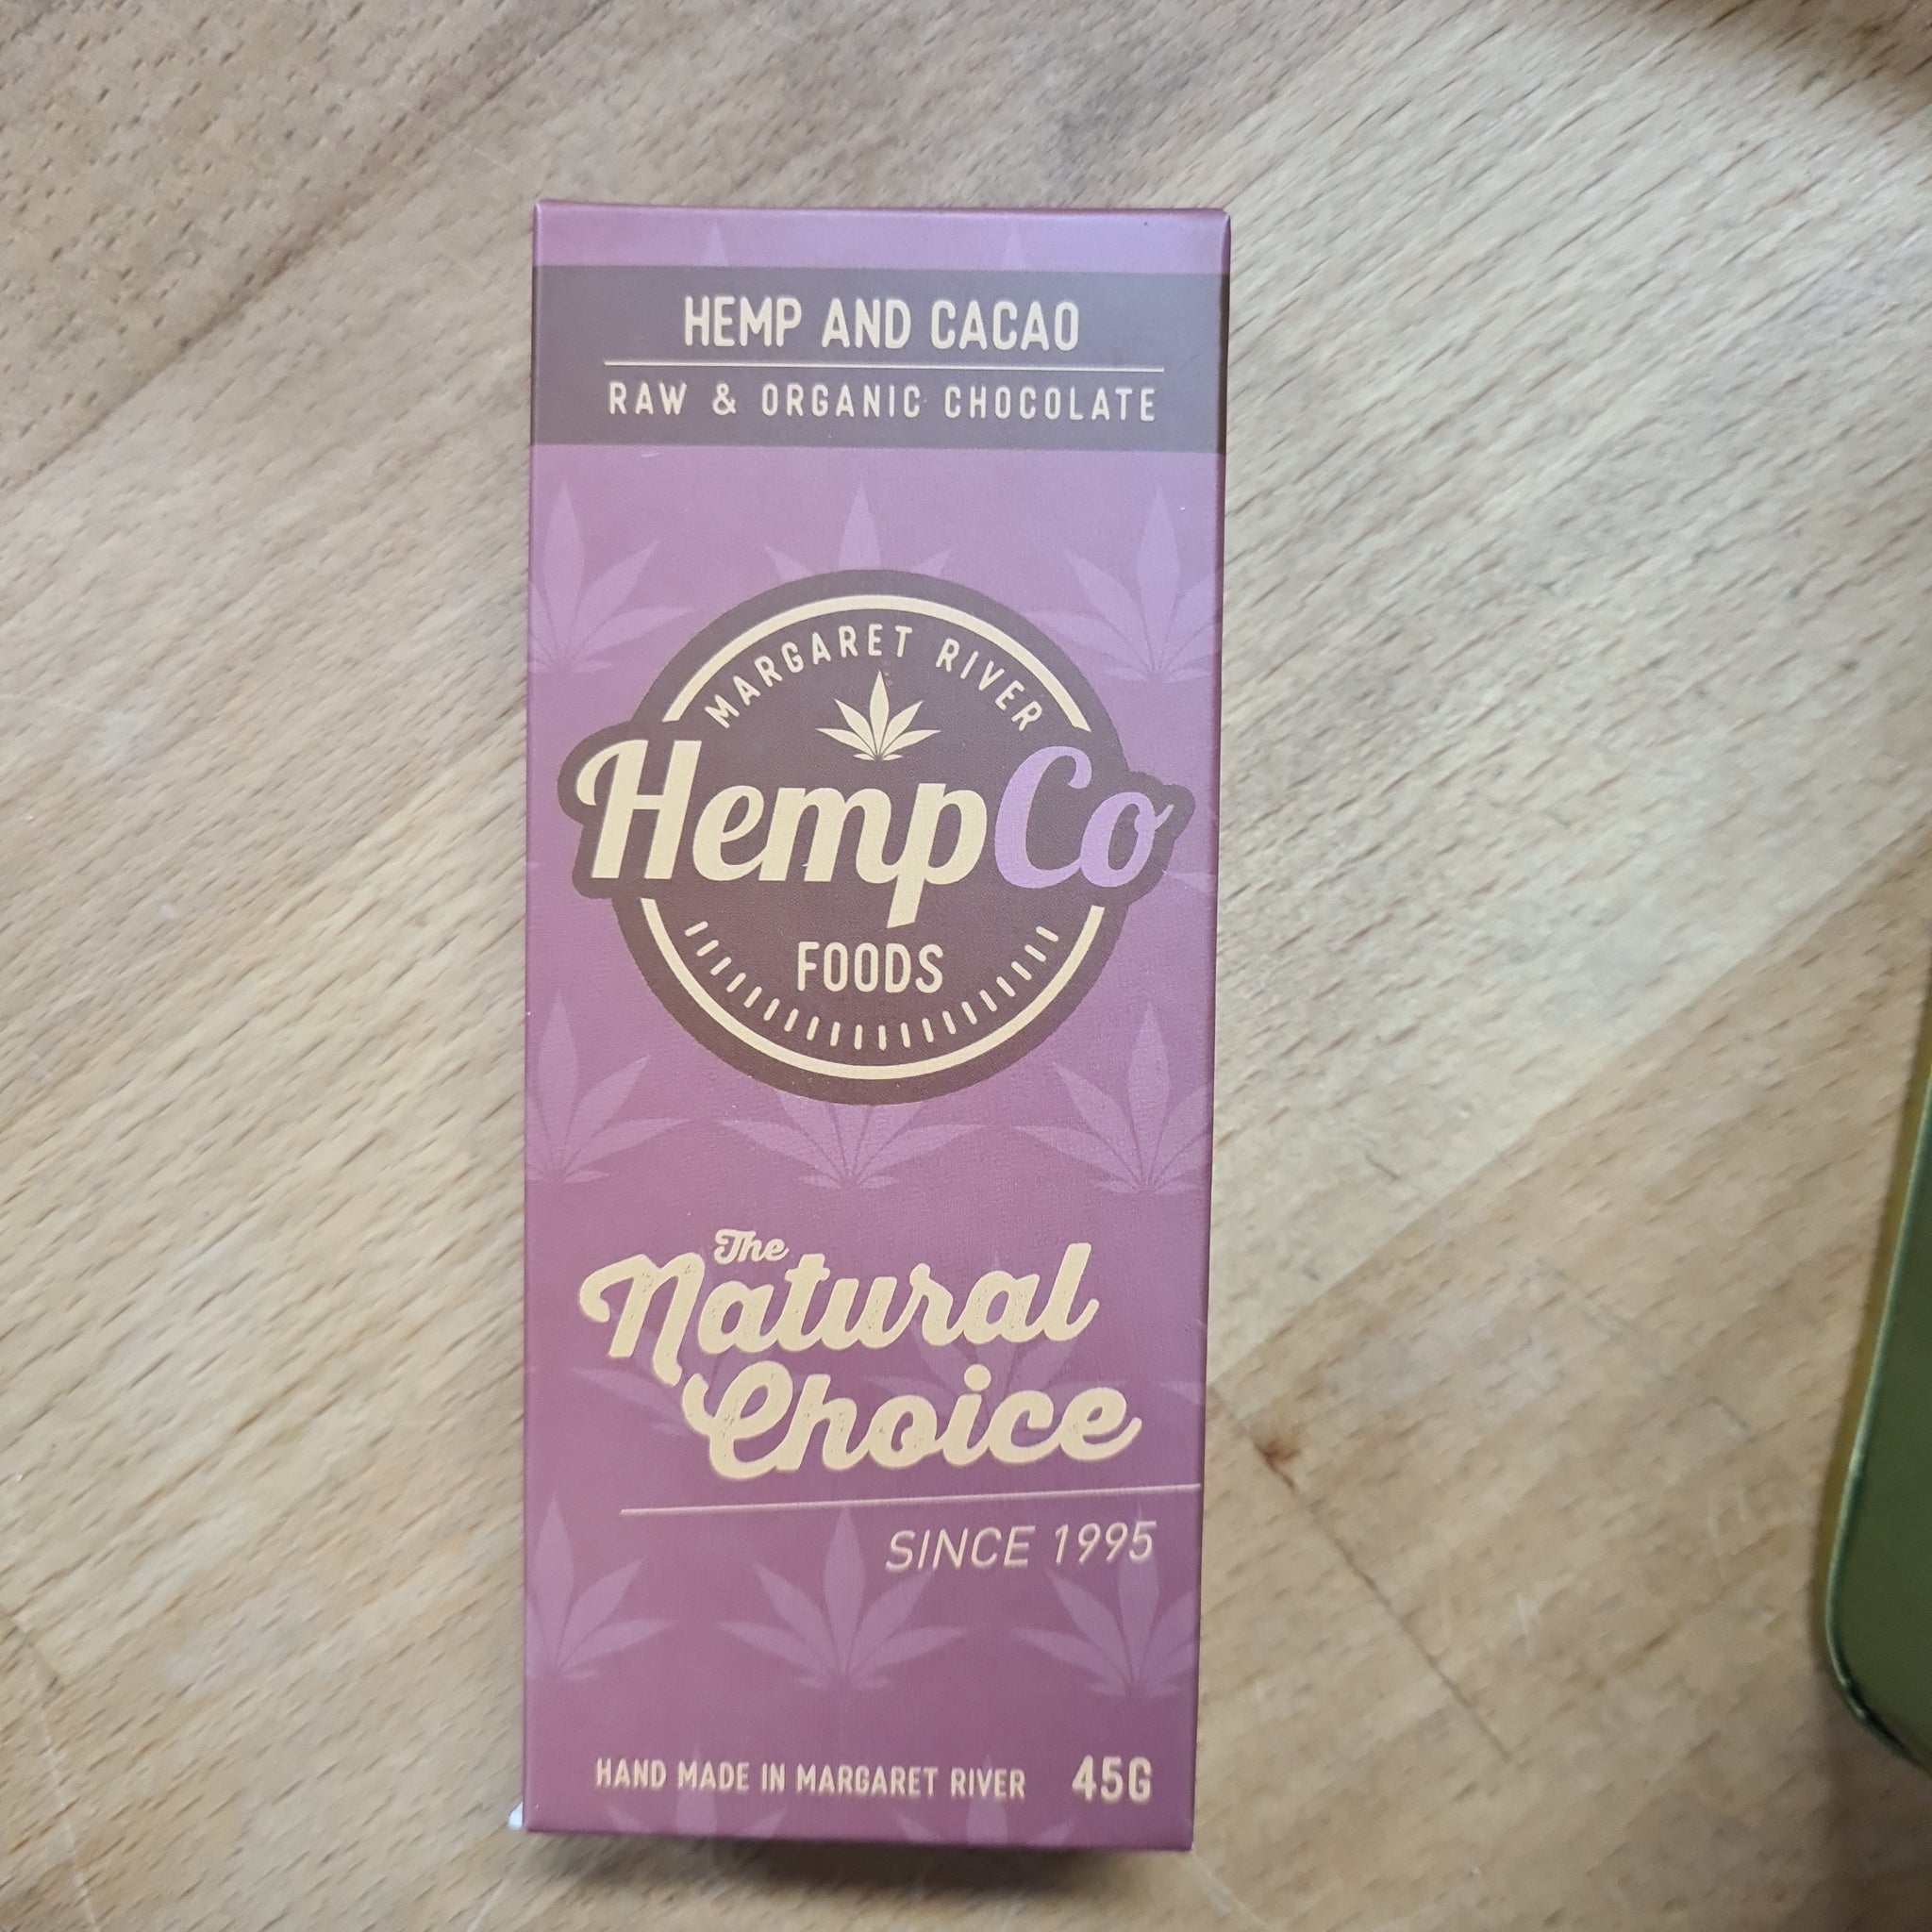 HEMP AND CACAO
RAW & ORGANIC CHOCOLATE
MARGARET RIVER
HempCo
FOODS
The
Natural
Choice
SINCE 1995
HAND MADE IN MARGARET RIVER 45G